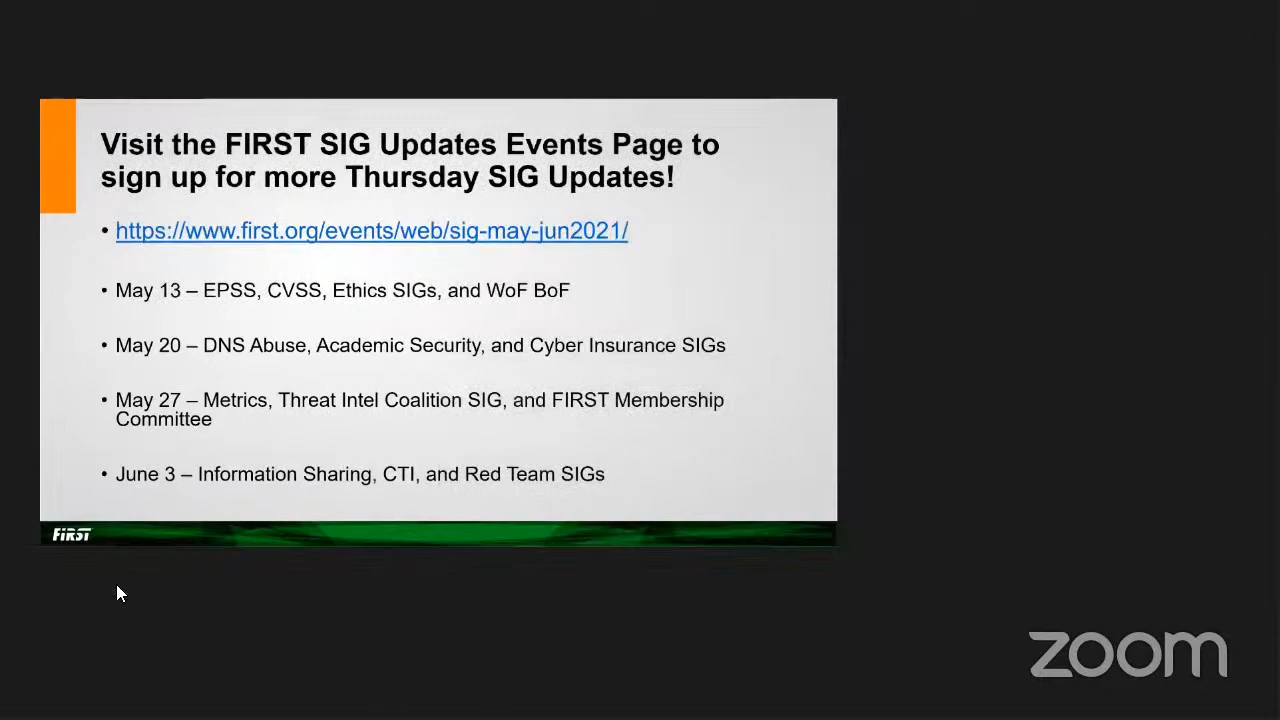 Visit the FIRST SIG Updates Events Page to
sign up for more Thursday SIG Updates!
• https://www.first.org/events/web/sig-may-jun2021/
• May 13 – EPSS, CVSS, Ethics SIGs, and WoF BoF
• May 20 – DNS Abuse, Academic Security, and Cyber Insurance SIGs
• May 27 – Metrics, Threat Intel Coalition SIG, and FIRST Membership
Committee
• June 3 – Information Sharing, CTI, and Red Team SIGs
FIRST
zoom